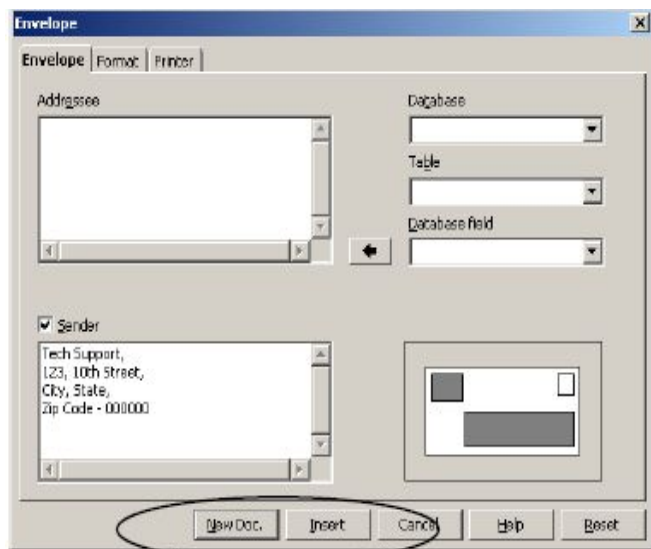 Envelope
Envelope Format Printer
Addressee
Database
Table
Database field
Sender
Tech Support,
123, 10th Street,
City, State,
Zip Code - 000000
New Doc. Insert Cancel Help Reset